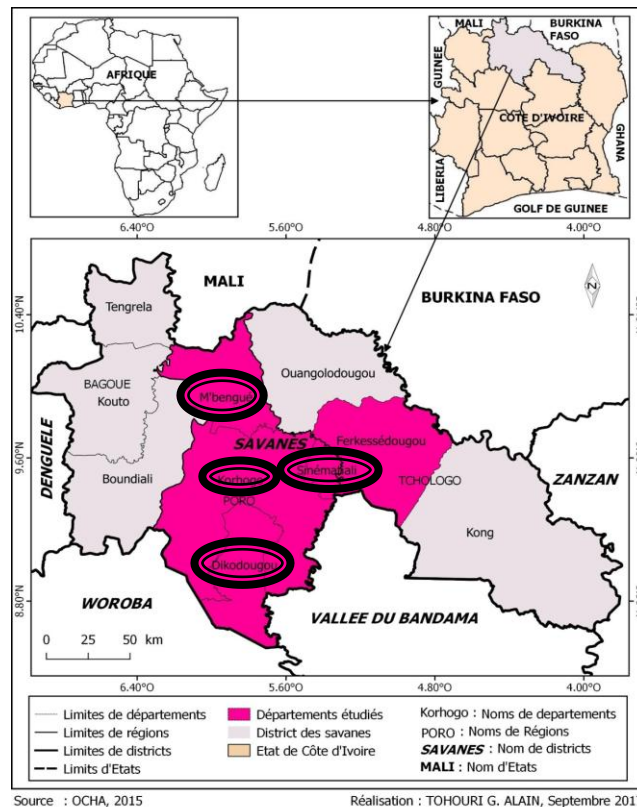 AFRIQUE
MALI
BURKINA
FASO
GUINEE
CÔTE D'IVOIRE
GHANA
LIBERIA
GOLF DE GUINEE
6.40°O
5.60°O
4.80°O
4.00°O
MALI
BURKINA FASO
Tengrela
10.40°N
Ouangolodougou
BAGOUE
Kouto
M'bengué
SAVANES
Ferkessédougou
9.60°N
DENGUELE
Boundiali
Korhogo
Sinématiali
PORO
TCHOLOGO
ZANZAN
Kong
Dikodougou
8.80°N
WOROBA
VALLEE DU BANDAMA
0 25 50 km
6.40°O
5.60°O
4.80°O
4.00°O
Limites de départements
Limites de régions
Limites de districts
Limits d'Etats
Départements étudiés
District des savanes
Etat de Côte d'Ivoire
Korhogo : Noms de departements
PORO : Noms de Régions
SAVANES : Nom de districts
MALI : Nom d'Etats
Source : OCHA, 2015
Réalisation : TOHOURI G. ALAIN, Septembre